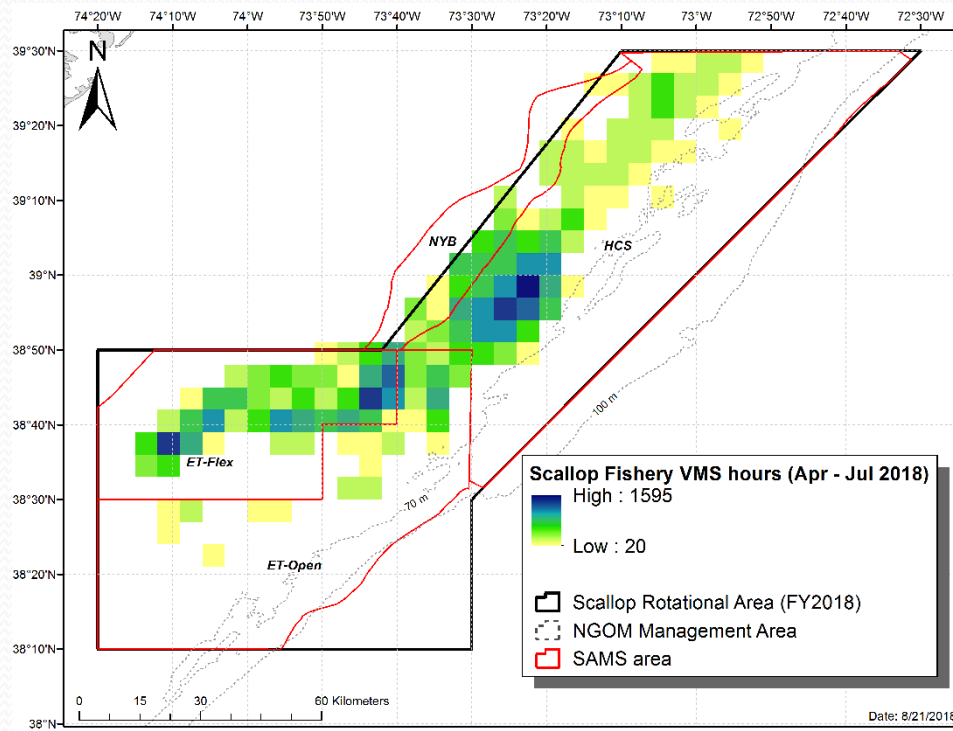 74°20'W 74°10'W 74°0'W 73°50'W 73°40'W 73°30'W 73°20'W 73°10'W 73°0'W 72°50'W 72°40'W 72°30'W
39°30'N
N
39°20'N
39°10'N
NYB
HCS
39°N
38°50'N
100 m
38°40'N
ET-Flex
Scallop Fishery VMS hours (Apr - Jul 2018)
High : 1595
Low : 20
38°30'N
70 m
ET-Open
38°20'N
Scallop Rotational Area (FY2018)
NGOM Management Area
SAMS area
38°10'N
0 15 30 60 Kilometers
38°N
Date: 8/21/2018